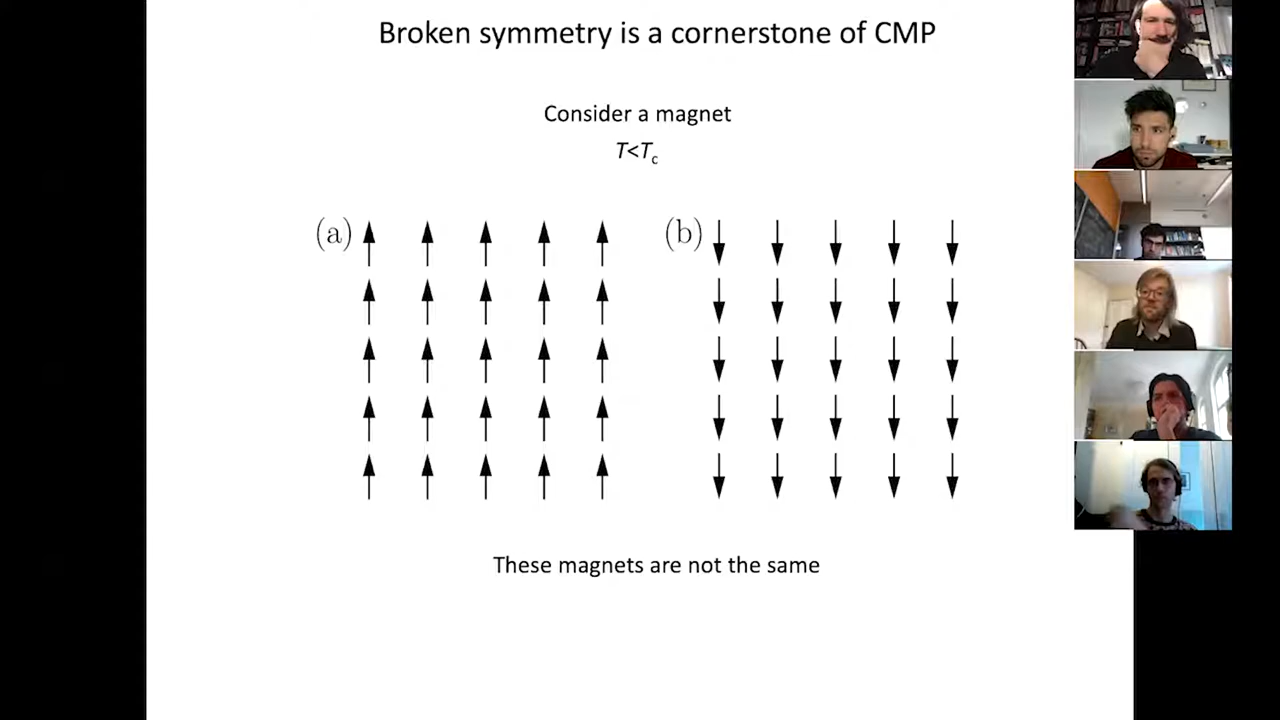 Broken symmetry is a cornerstone of CMP
Consider a magnet
T<Tc
(a)
(b)
These magnets are not the same